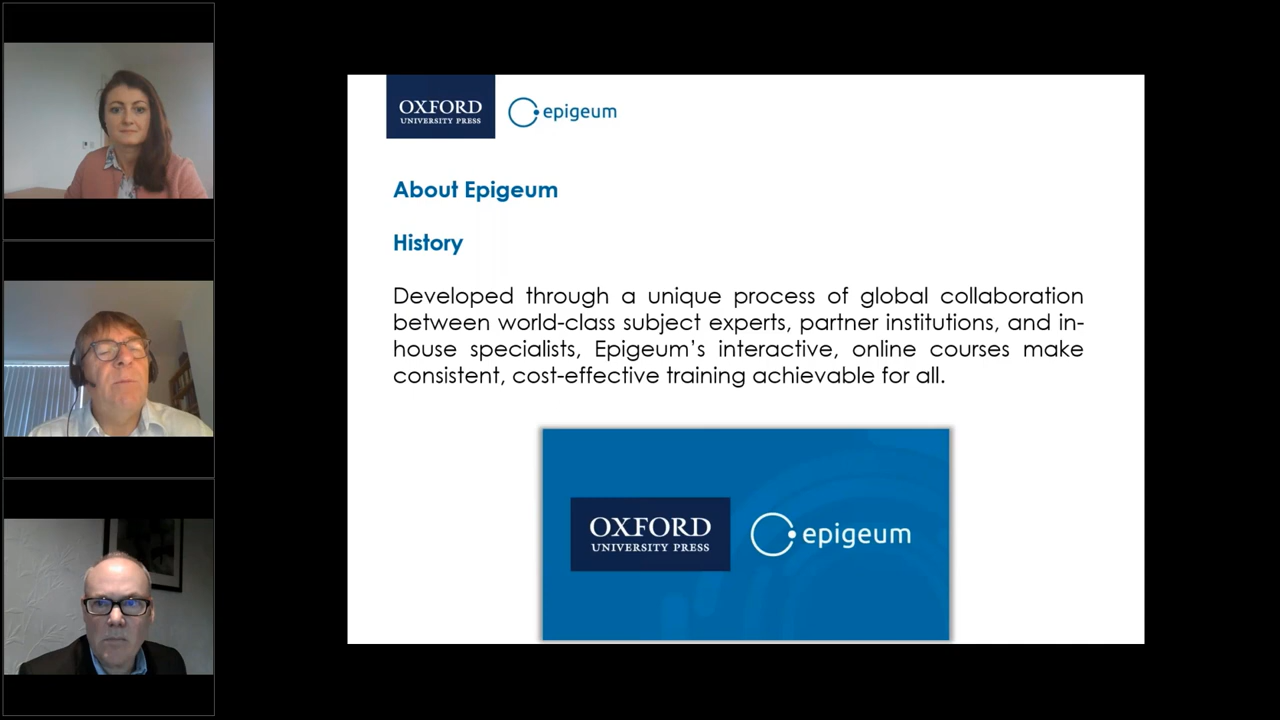 OXFORD
UNIVERSITY PRESS
epigeum
About Epigeum
History
Developed through a unique process of global collaboration
between world-class subject experts, partner institutions, and in-
house specialists, Epigeum's interactive, online courses make
consistent, cost-effective training achievable for all.
OXFORD
UNIVERSITY PRESS
epigeum